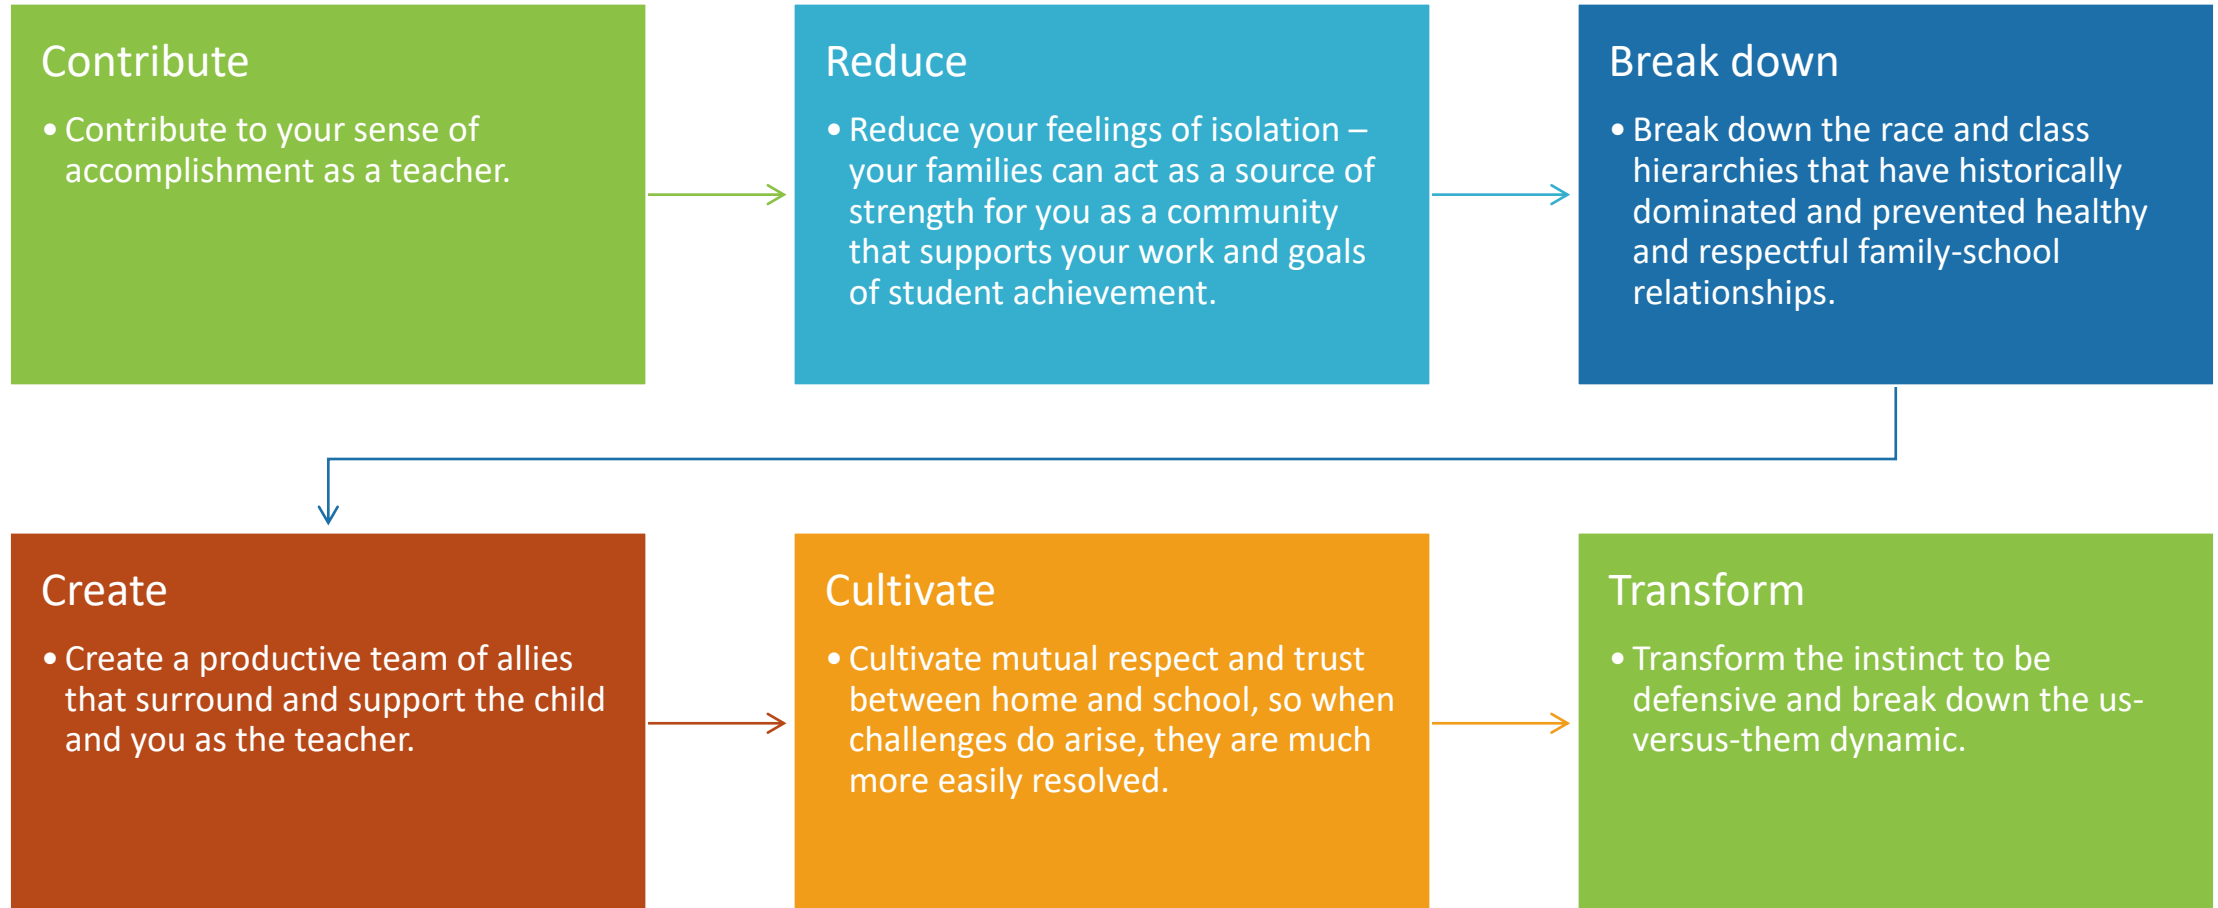 Contribute
• Contribute to your sense of
accomplishment as a teacher.
Reduce
• Reduce your feelings of isolation –
your families can act as a source of
strength for you as a community
that supports your work and goals
of student achievement.
Break down
• Break down the race and class
hierarchies that have historically
dominated and prevented healthy
and respectful family-school
relationships.
Create
• Create a productive team of allies
that surround and support the child
and you as the teacher.
Cultivate
• Cultivate mutual respect and trust
between home and school, so when
challenges do arise, they are much
more easily resolved.
Transform
• Transform the instinct to be
defensive and break down the us-
versus-them dynamic.